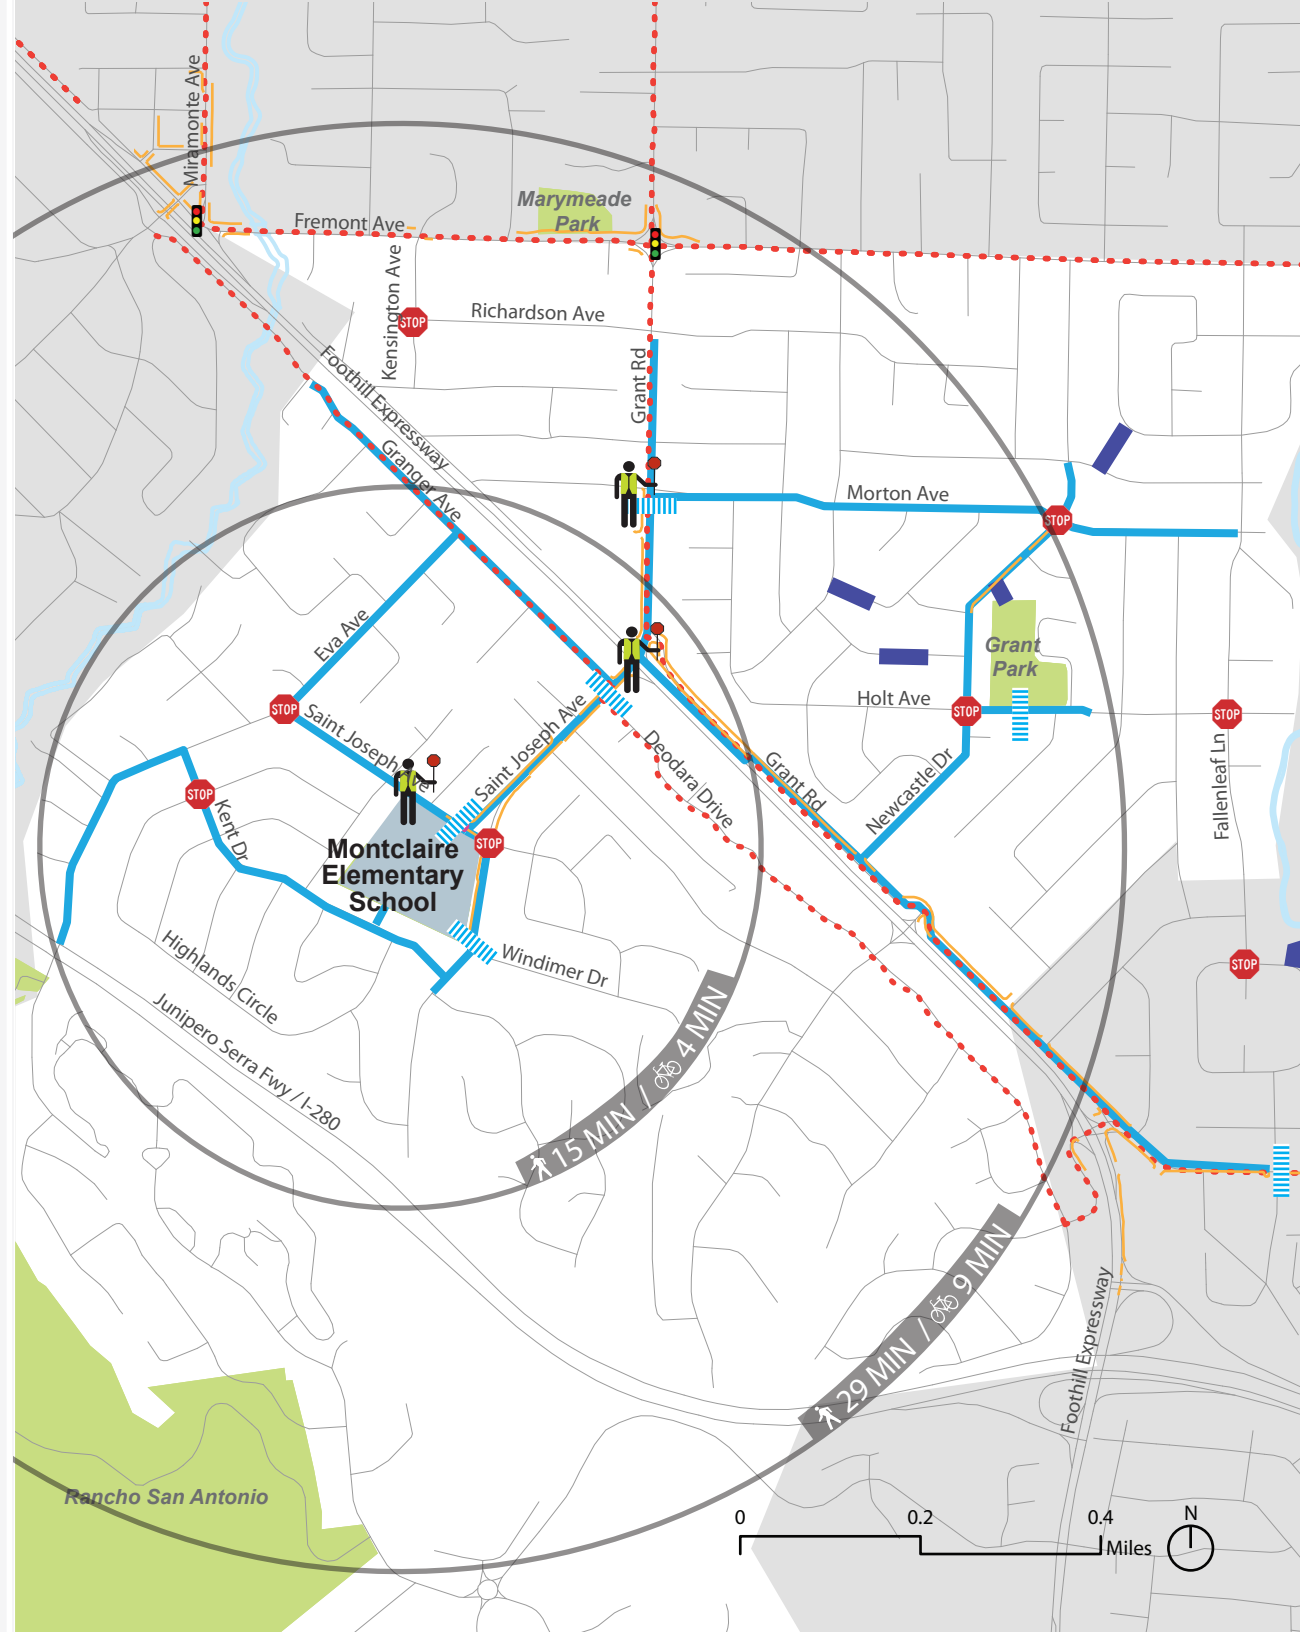 Miramonte Ave
Marymeade
Park
Fremont Ave
Kensington Ave
STOP
Richardson Ave
Foothill Expressway
Grant Rd
Granger Ave
Morton Ave
STOP
Eva Ave
Grant
Park
Holt Ave
STOP
STOP
STOP
Saint Joseph Ave
Saint Joseph Ave
Deodara Drive
Grant Rd
Newcastle Dr
Fallenleaf Ln
STOP
Kent Dr
STOP
Montclaire
Elementary
School
Windimer Dr
STOP
Highlands Circle
Junipero Serra Fwy / I-280
15 MIN / 4 MIN
29 MIN / 9 MIN
Foothill Expressway
Rancho San Antonio
0 0.2 0.4
Miles
N